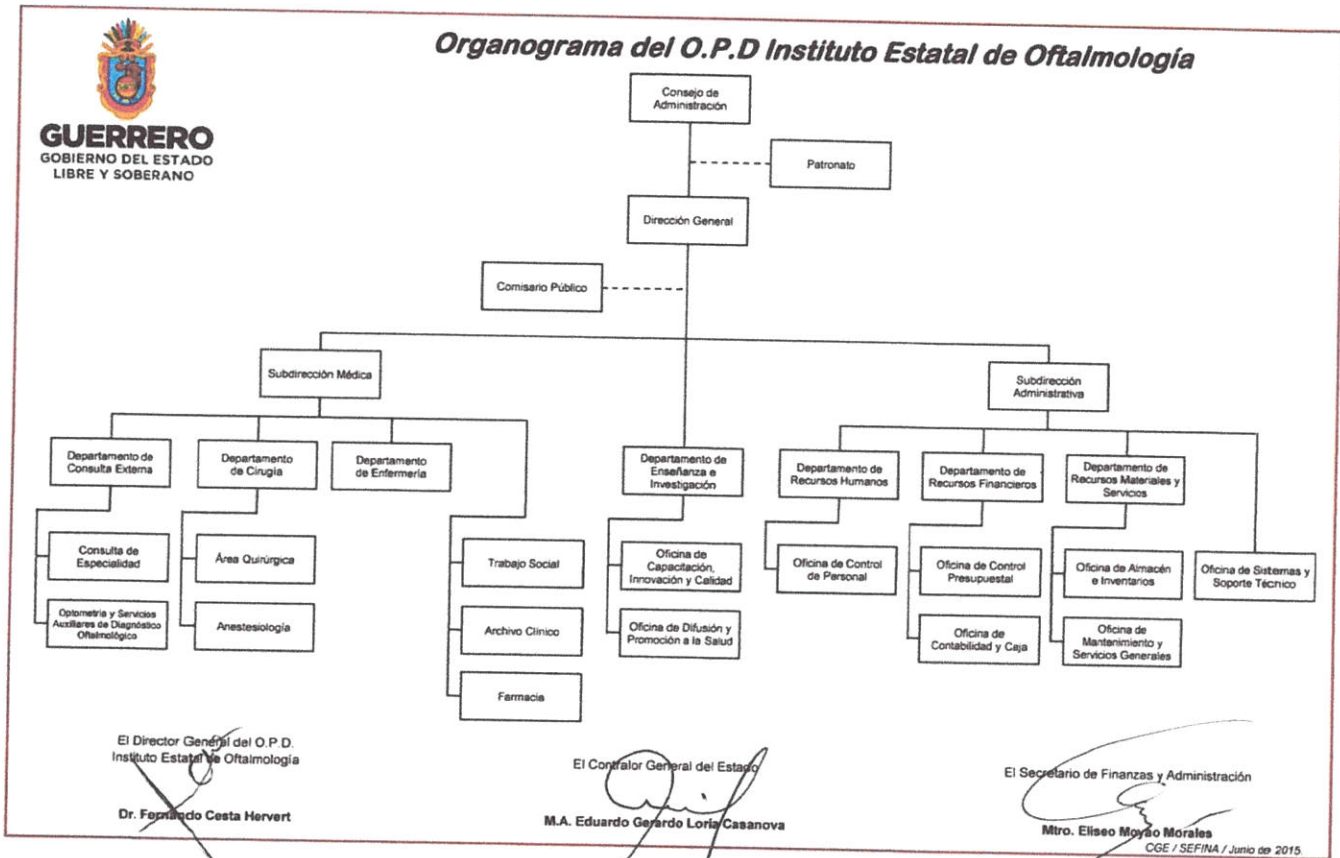 Organograma del O.P.D Instituto Estatal de Oftalmología
GUERRERO
GOBIERNO DEL ESTADO
LIBRE Y SOBERANO
Consejo de
Administración
Patronato
Dirección General
Comisario Público
Subdirección Médica
Subdirección
Administrativa
Departamento de
Consulta Externa
Departamento
de Cirugía
Departamento
de Enfermería
Departamento de
Enseñanza e
Investigación
Departamento de
Recursos Humanos
Departamento de
Recursos Financieros
Departamento de
Recursos Materiales y
Servicios
Consulta de
Especialidad
Área Quirúrgica
Trabajo Social
Oficina de
Capacitación,
Innovación y Calidad
Oficina de Control
de Personal
Oficina de Control
Presupuestal
Oficina de Almacén
e Inventarios
Oficina de Sistemas y
Soporte Técnico
Optometria y Servicios
Auxiliares de Diagnóstico
Oftalmológico
Anestesiología
Archivo Clínico
Oficina de Difusión y
Promoción a la Salud
Oficina de
Contabilidad y Caja
Oficina de
Mantenimiento y
Servicios Generales
Farmacia
El Director General del O.P.D.
Instituto Estatal de Oftalmología
Dr. Fernando Cesta Hervert
El Contralor General del Estado
M.A. Eduardo Gerardo Loria Casanova
El Secretario de Finanzas y Administración
Mtro. Eliseo Moyao Morales
CGE / SEFINA / Junio de 2015.